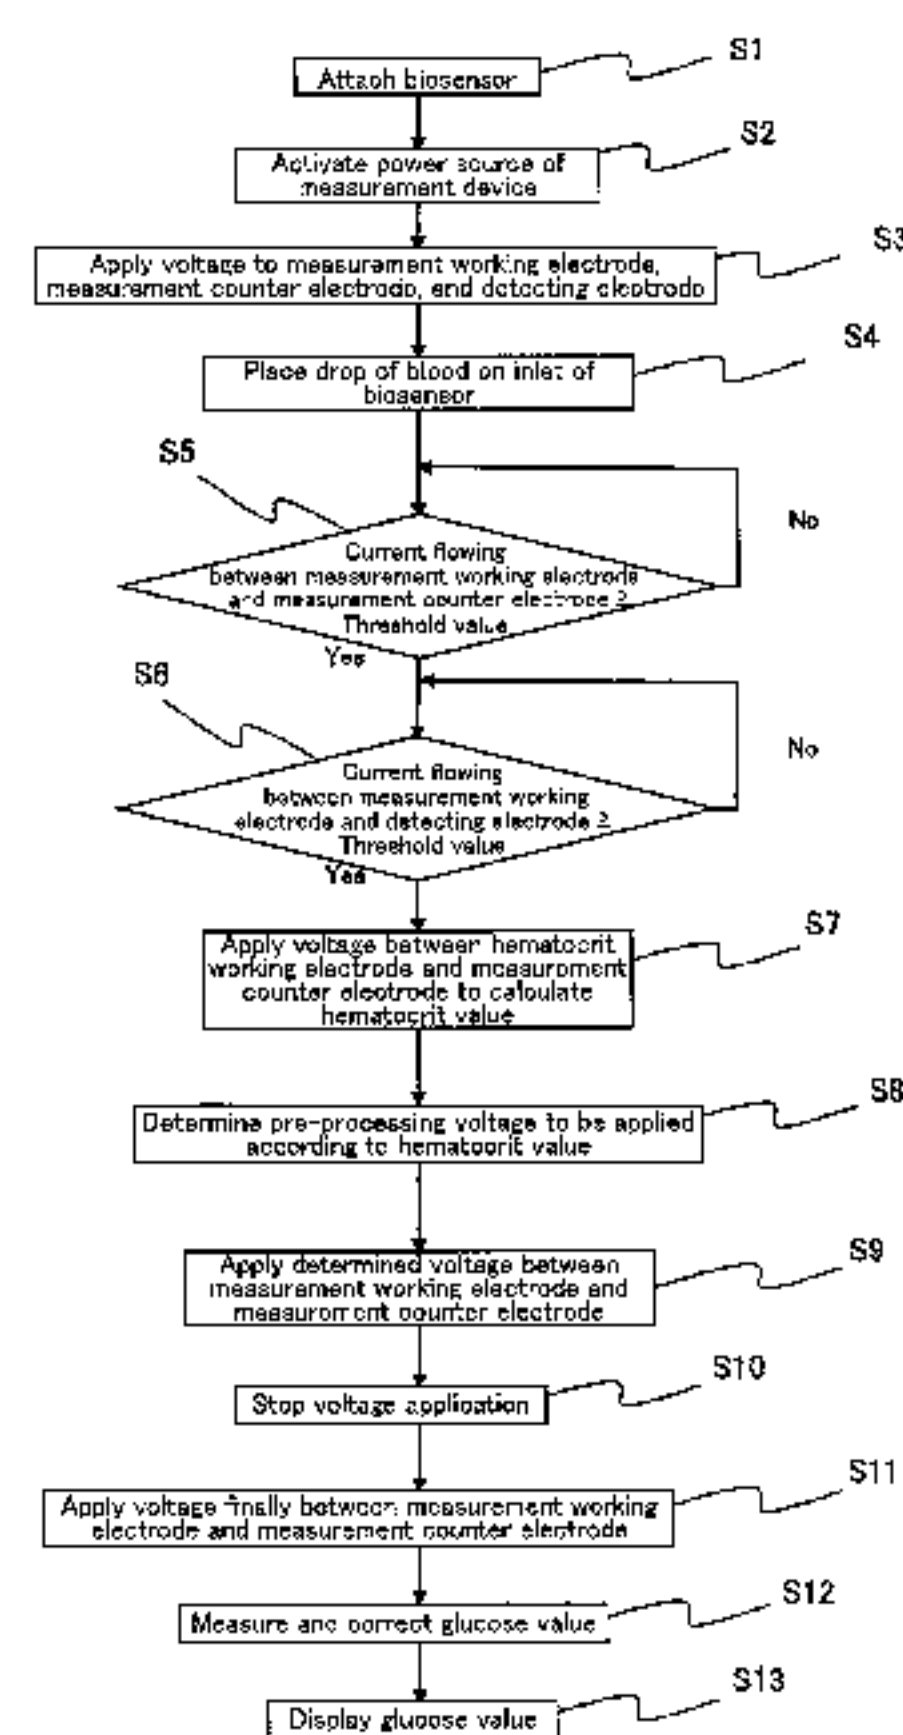 S1
Attach biosensor
S2
Activate power source of
measurement device
S3
Apply voltage to measurement working electrode,
measurement counter electrode, and detecting electrode
S4
Place drop of blood on inlet of
biosensor
S5
No
Current flowing
between measurement working electrode
and measurement counter electrode ≥
Threshold value
Yes
S6
No
Current flowing
between measurement working
electrode and detecting electrode ≥
Threshold value
Yes
S7
Apply voltage between hematocrit
working electrode and measurement
counter electrode to calculate
hematocrit value
S8
Determine pre-processing voltage to be applied
according to hematocrit value
S9
Apply determined voltage between
measurement working electrode and
measurement counter electrode
S10
Stop voltage application
S11
Apply voltage finally between measurement working
electrode and measurement counter electrode
S12
Measure and correct glucose value
S13
Display glucose value